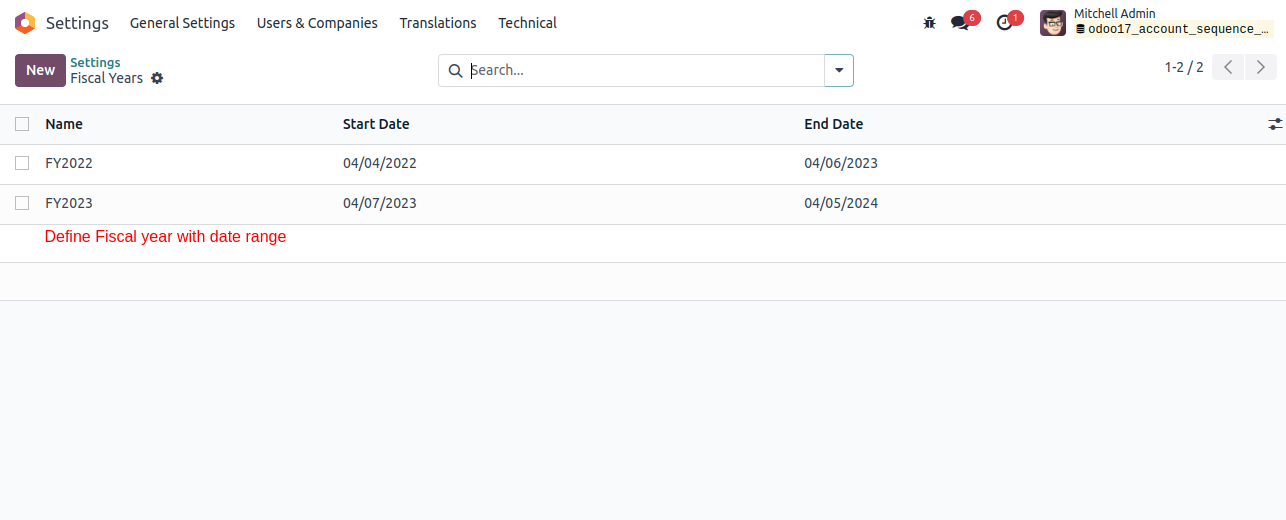 Settings General Settings Users & Companies Translations Technical 6 1 Mitchell Admin
odoo17_account_sequence_…
New Settings
Fiscal Years Search... 1-2 / 2
Name Start Date End Date
FY2022 04/04/2022 04/06/2023
FY2023 04/07/2023 04/05/2024
Define Fiscal year with date range